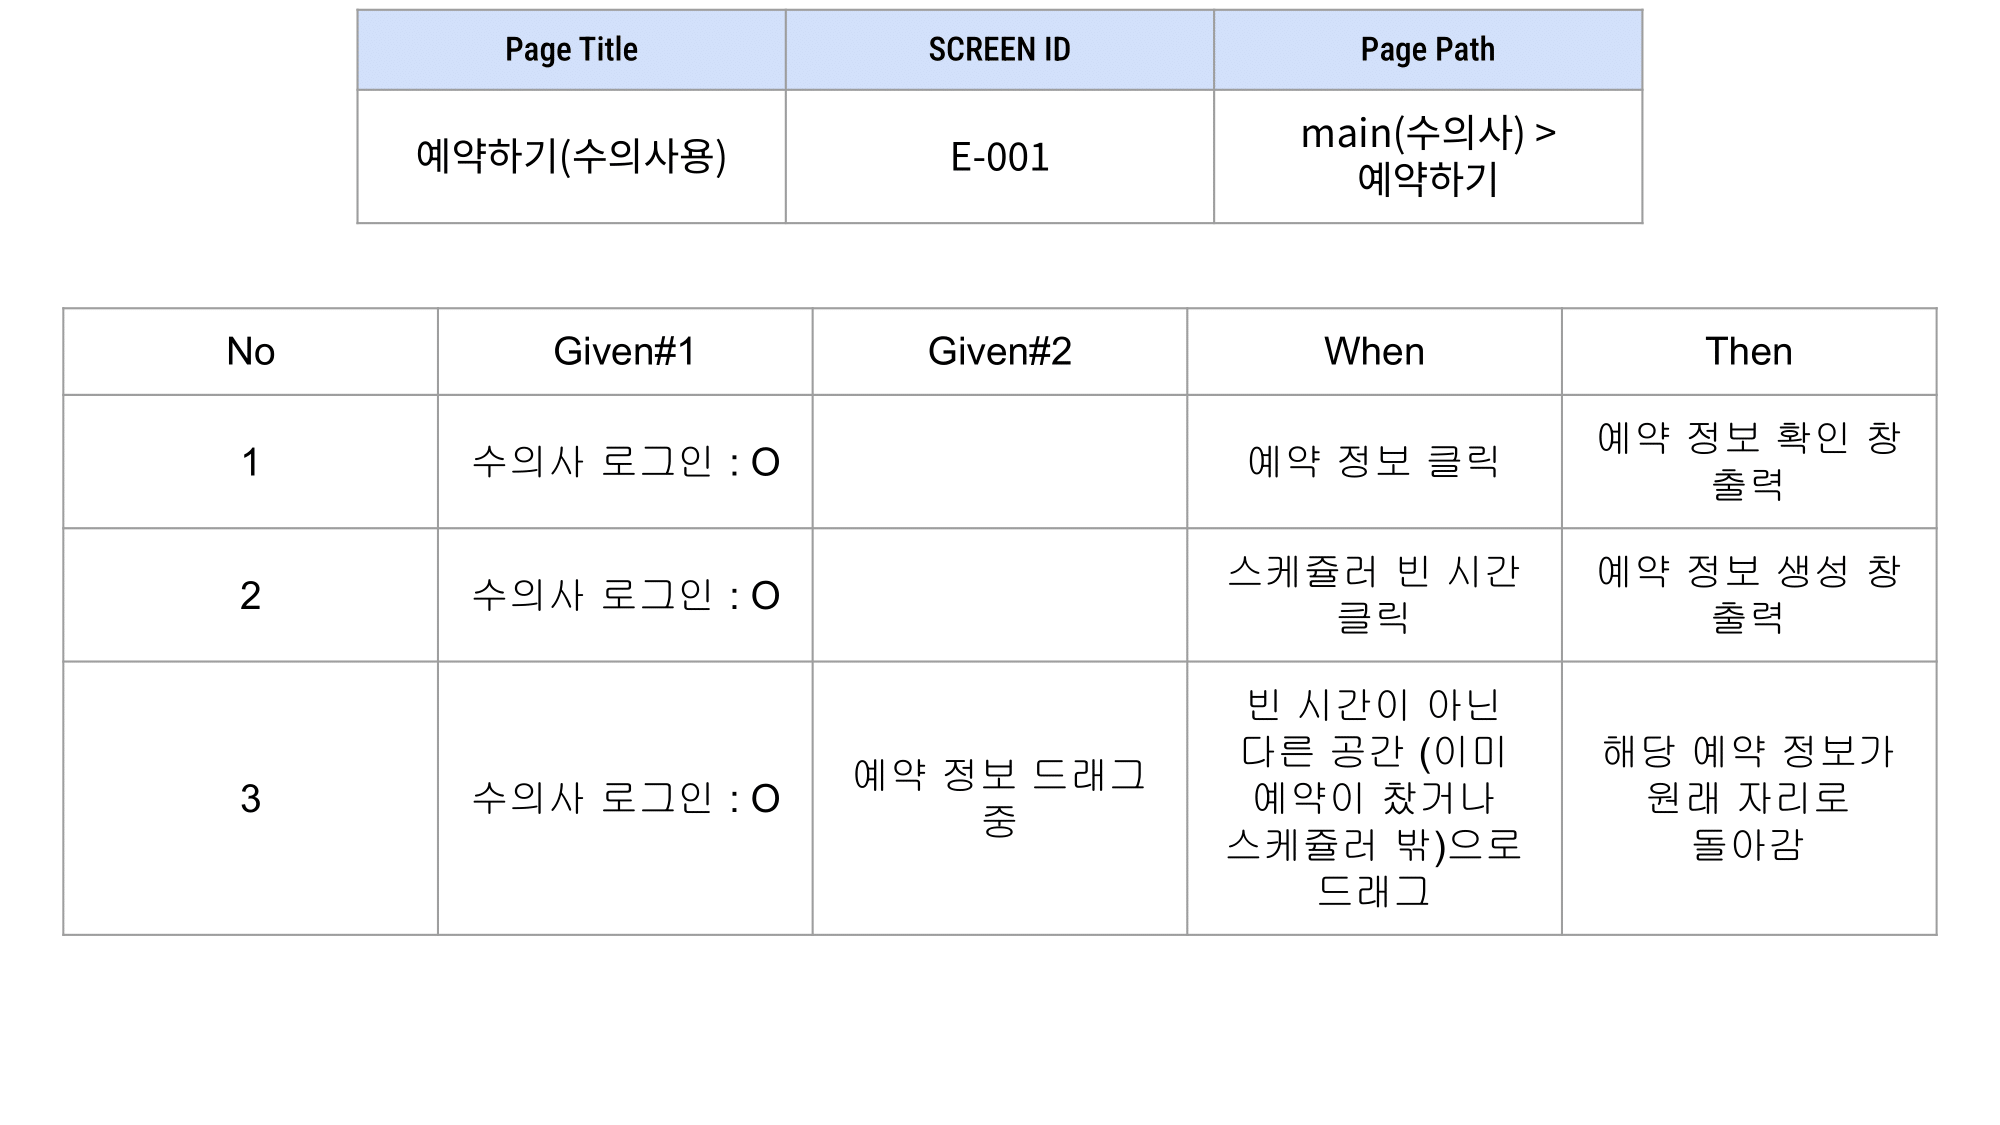 Page Title
SCREEN ID
Page Path
예약하기(수의사용)
E-001
main(수의사) >
예약하기
No
Given#1
Given#2
When
Then
1
수의사 로그인 : O
예약 정보 클릭
예약 정보 확인 창
출력
2
수의사 로그인 : O
스케쥴러 빈 시간
클릭
예약 정보 생성 창
출력
3
수의사 로그인 : O
예약 정보 드래그
중
빈 시간이 아닌
다른 공간 (이미
예약이 찼거나
스케쥴러 밖)으로
드래그
해당 예약 정보가
원래 자리로
돌아감